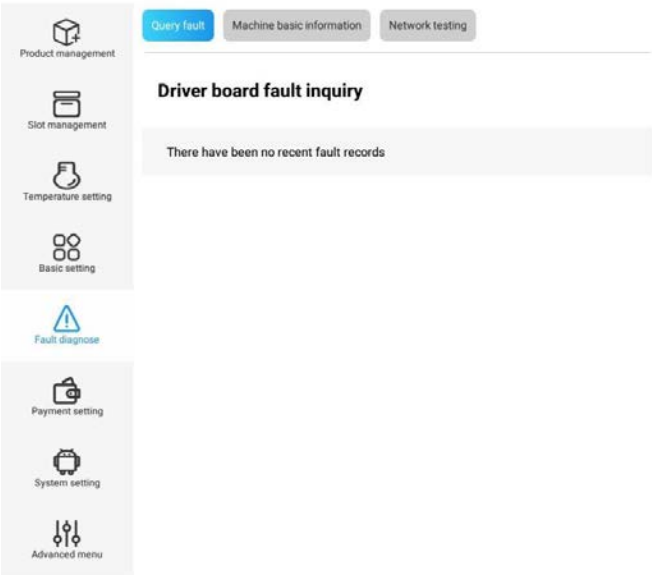 Query fault
Machine basic information
Network testing
Product management
Slot management
Temperature setting
Basic setting
Fault diagnose
Payment setting
System setting
Advanced menu
Driver board fault inquiry
There have been no recent fault records